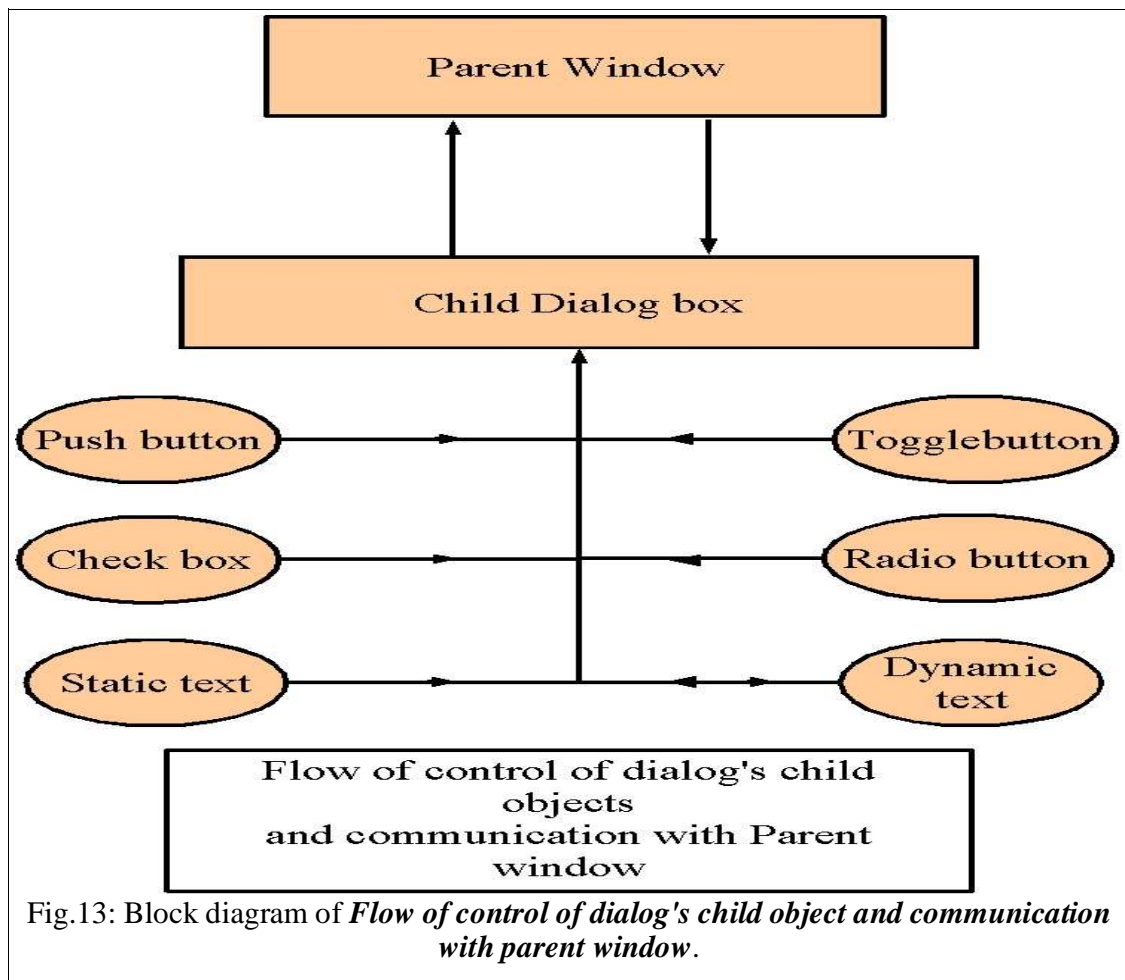 Parent Window
Child Dialog box
Push button
Togglebutton
Check box
Radio button
Static text
Dynamic
text
Flow of control of dialog's child
objects
and communication with Parent
window
Fig.13: Block diagram of Flow of control of dialog's child object and communication
with parent window.